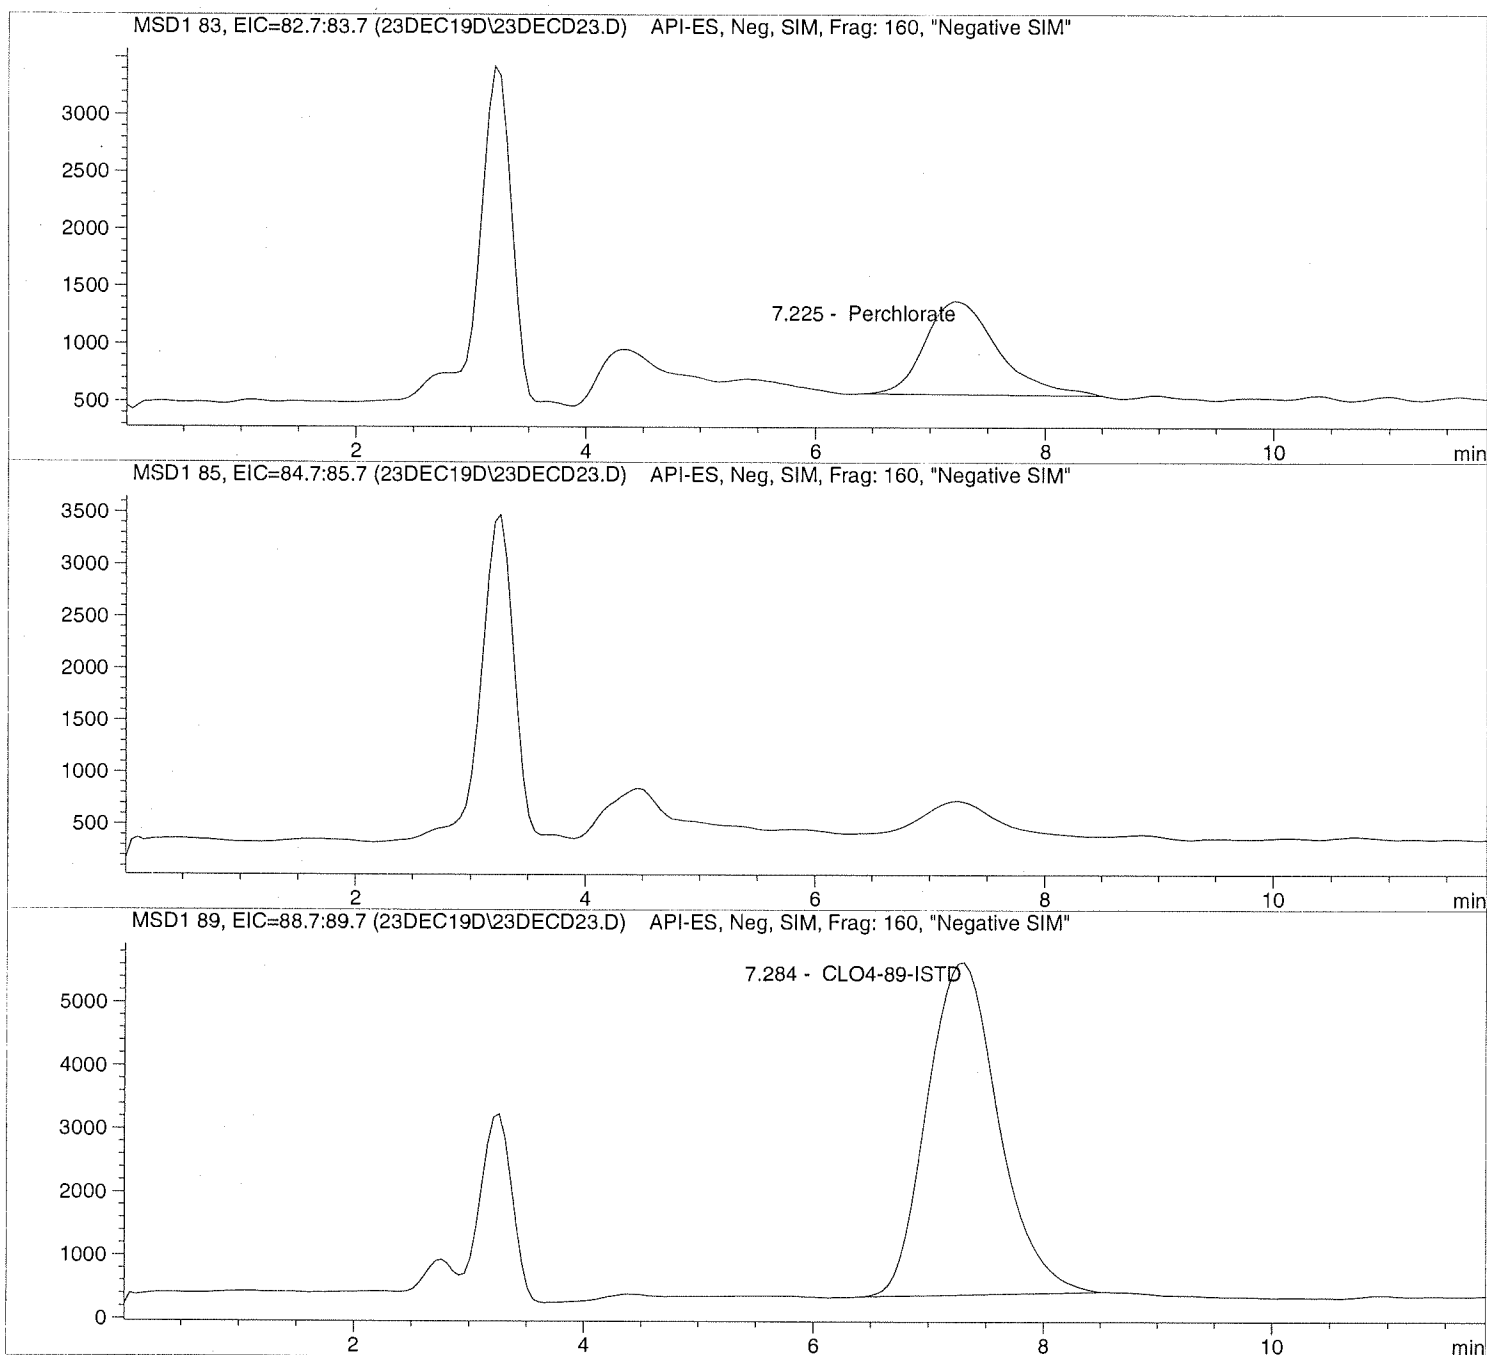 MSD1 83, EIC=82.7:83.7 (23DEC19D\23DECD23.D) API-ES, Neg, SIM, Frag: 160, "Negative SIM"
3000
2500
2000
1500
1000
500
7.225 - Perchlorate
2 4 6 8 10 min
MSD1 85, EIC=84.7:85.7 (23DEC19D\23DECD23.D) API-ES, Neg, SIM, Frag: 160, "Negative SIM"
3500
3000
2500
2000
1500
1000
500
2 4 6 8 10 min
MSD1 89, EIC=88.7:89.7 (23DEC19D\23DECD23.D) API-ES, Neg, SIM, Frag: 160, "Negative SIM"
7.284 - CLO4-89-ISTD
5000
4000
3000
2000
1000
0
2 4 6 8 10 min